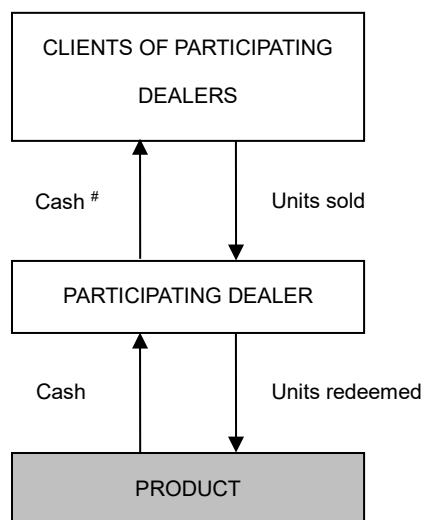 CLIENTS OF PARTICIPATING
DEALERS
Cash #
Units sold
PARTICIPATING DEALER
Cash
Units redeemed
PRODUCT